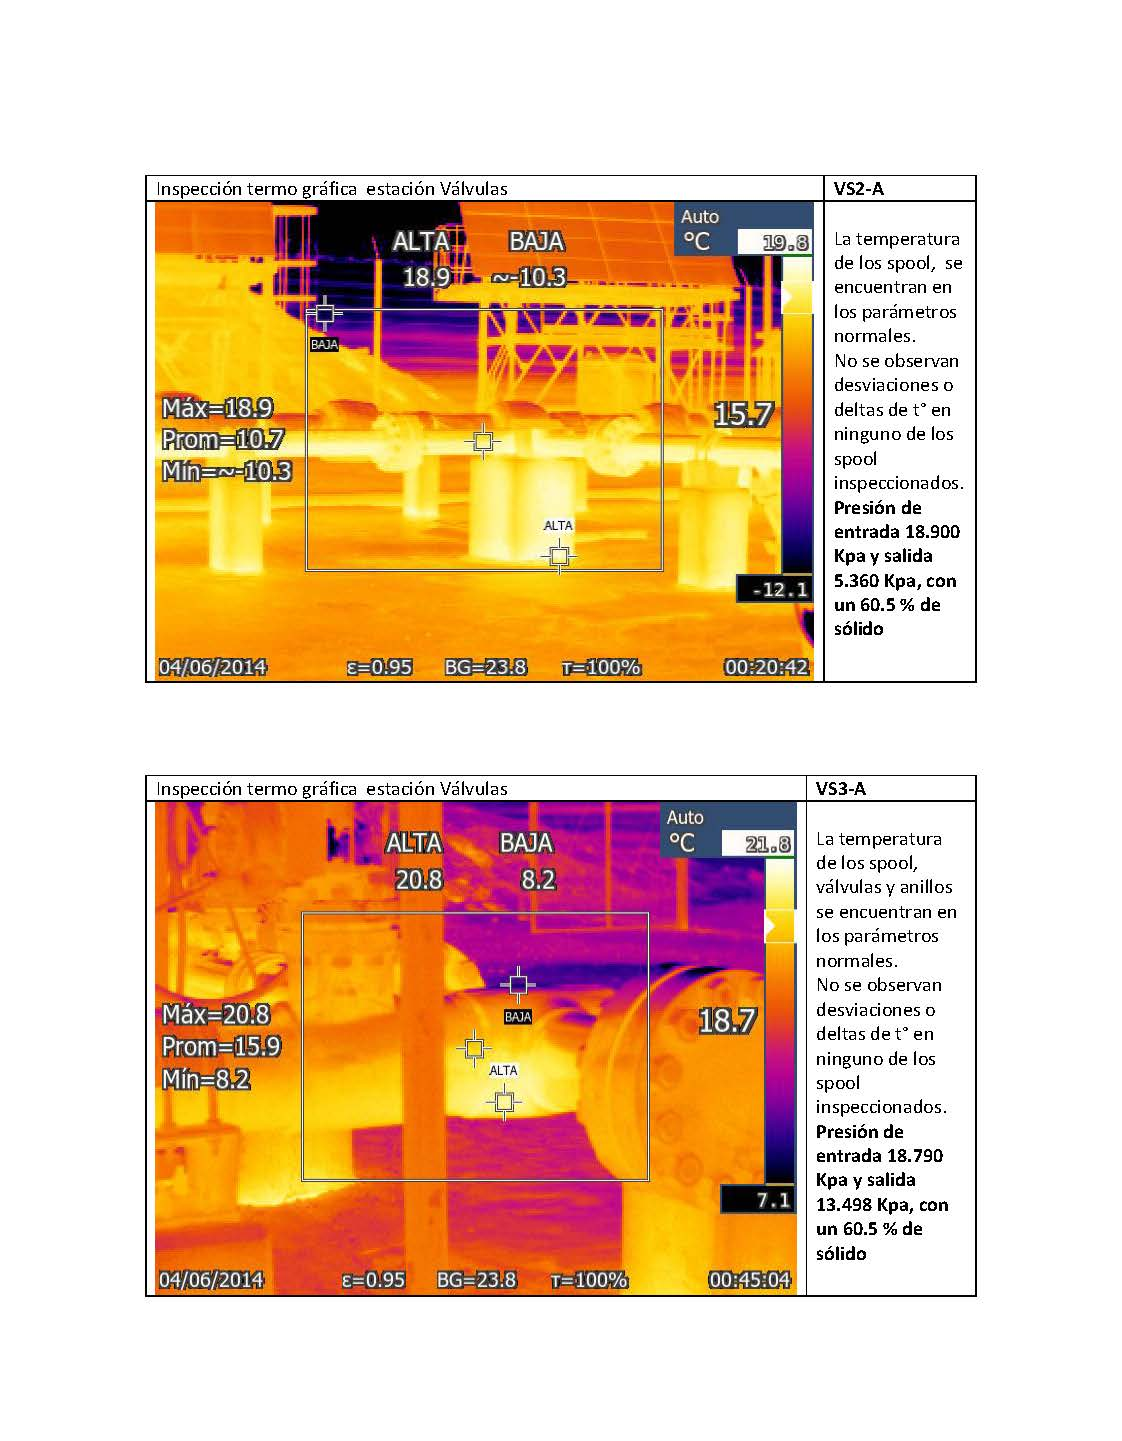 Inspección termo gráfica  estación Válvulas
VS2-A
Auto
°C
19.8
ALTA
BAJA
18.9
~-10.3
BAJA
Máx=18.9
Prom=10.7
Mín=~-10.3
15.7
ALTA
-12.1
04/06/2014
ε=0.95
BG=23.8
τ=100%
00:20:42
La temperatura
de los spool,  se
encuentran en
los parámetros
normales.
No se observan
desviaciones o
deltas de t° en
ninguno de los
spool
inspeccionados.
Presión de
entrada 18.900
Kpa y salida
5.360 Kpa, con
un 60.5 % de
sólido
Inspección termo gráfica  estación Válvulas
VS3-A
Auto
°C
21.8
ALTA
BAJA
20.8
8.2
Máx=20.8
Prom=15.9
Mín=8.2
BAJA
18.7
ALTA
7.1
04/06/2014
ε=0.95
BG=23.8
τ=100%
00:45:04
La temperatura
de los spool,
válvulas y anillos
se encuentran en
los parámetros
normales.
No se observan
desviaciones o
deltas de t° en
ninguno de los
spool
inspeccionados.
Presión de
entrada 18.790
Kpa y salida
13.498 Kpa, con
un 60.5 % de
sólido